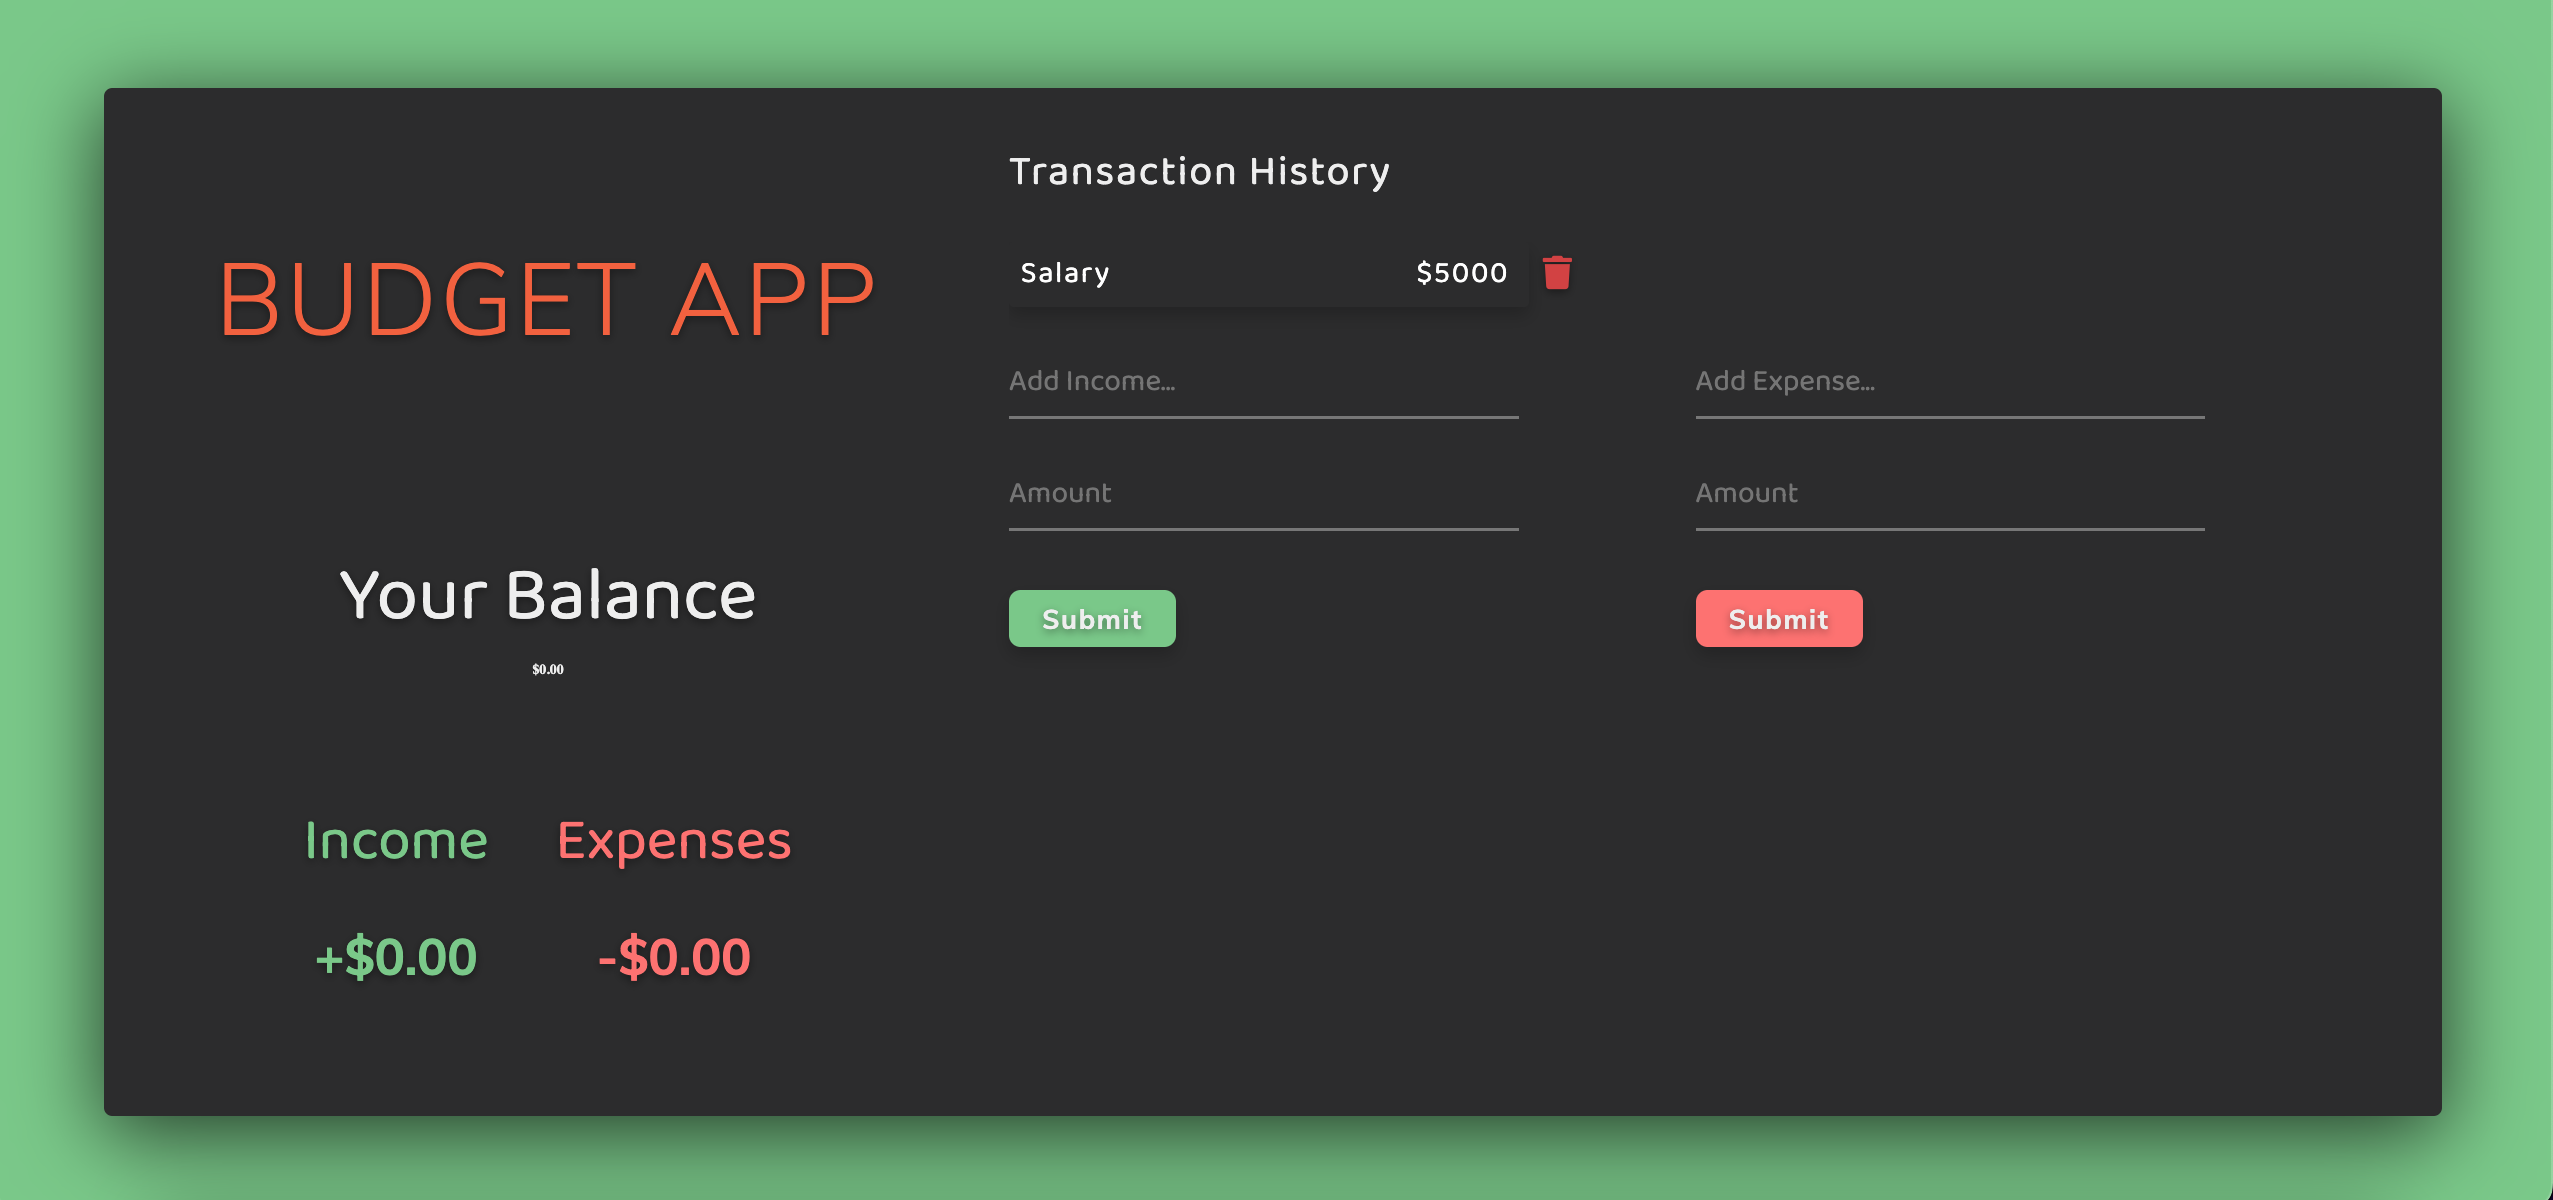 BUDGET APP
Your Balance
$0.00
Income
Expenses
+$0.00
-$0.00
Transaction History
Salary $5000
Add Income...
Amount
Submit
Add Expense...
Amount
Submit